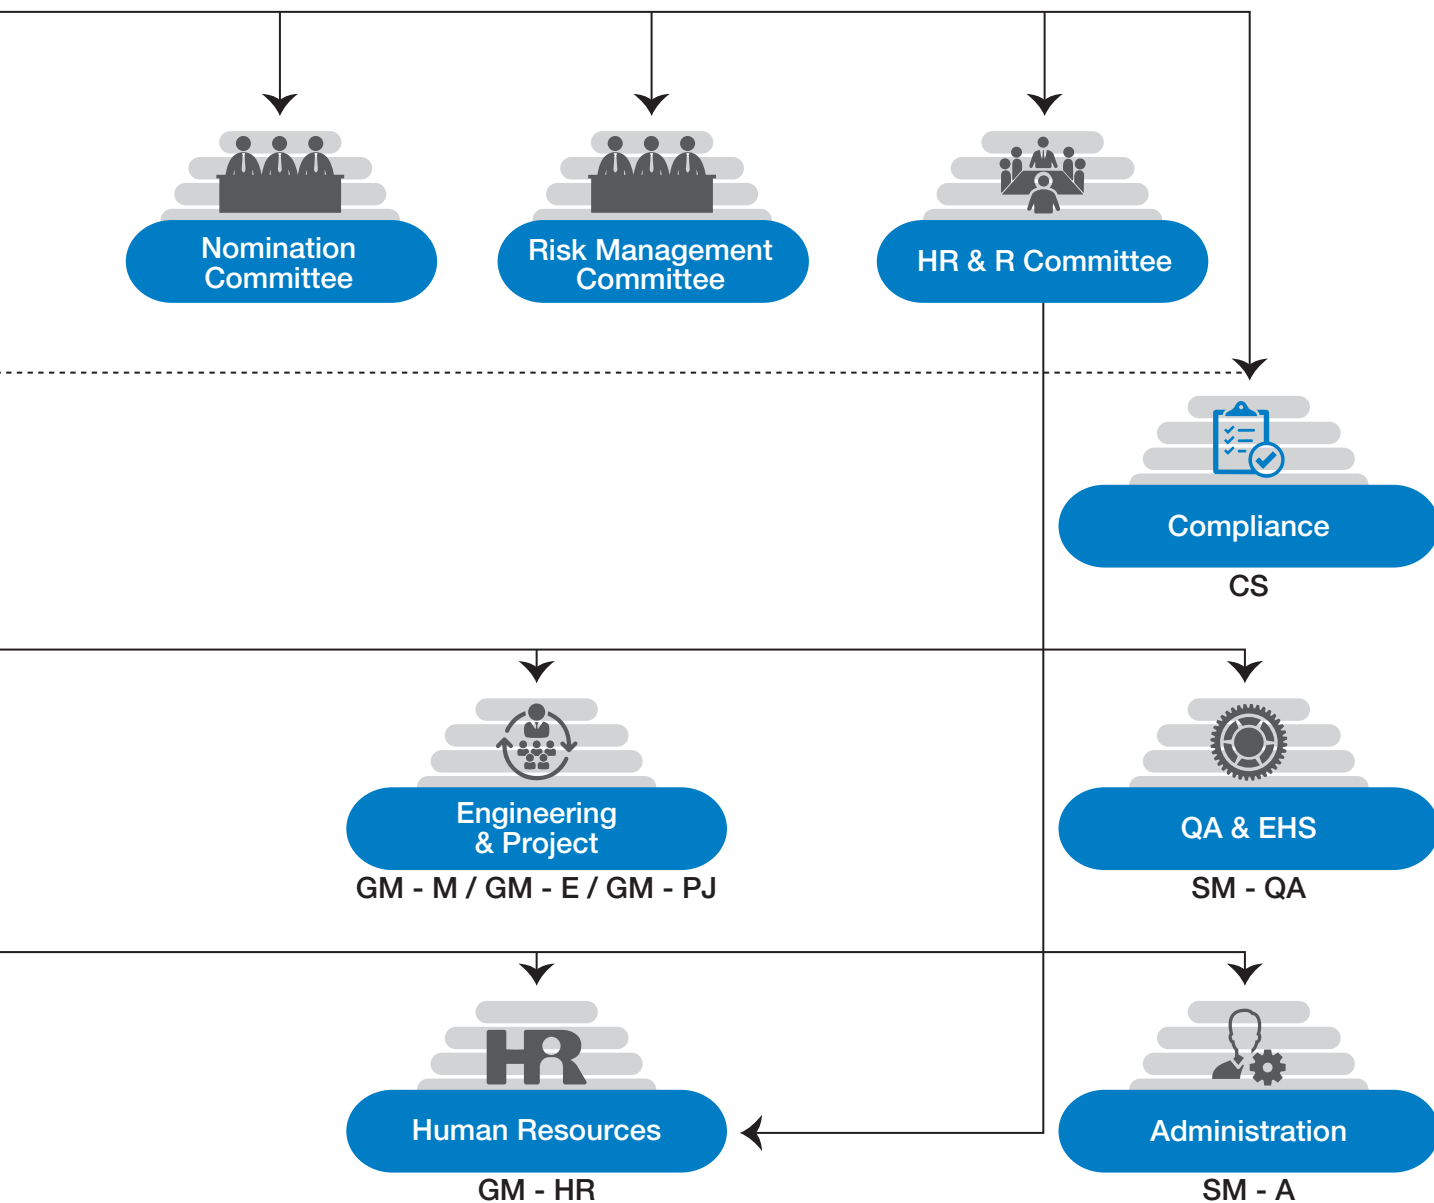 Nomination
Committee
Risk Management
Committee
HR & R Committee
Compliance
CS
Engineering
& Project
GM - M / GM - E / GM - PJ
QA & EHS
SM - QA
HR
Human Resources
GM - HR
Administration
SM - A